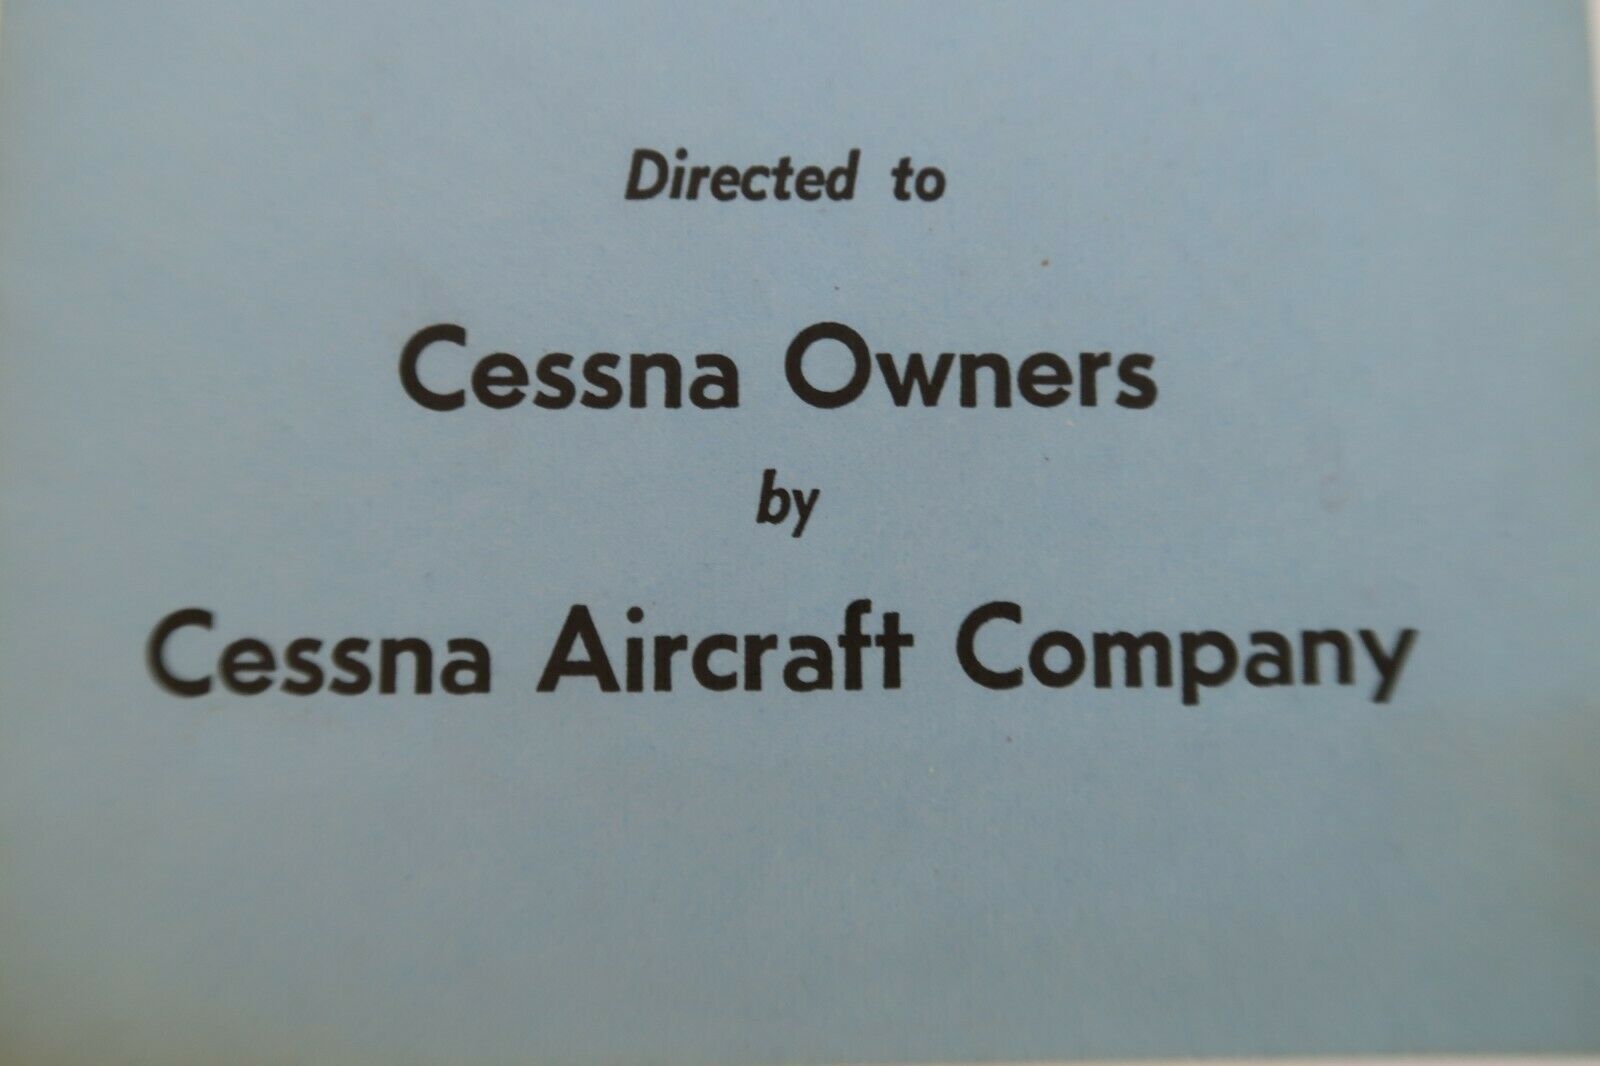 Directed to
Cessna Owners
by
Cessna Aircraft Company